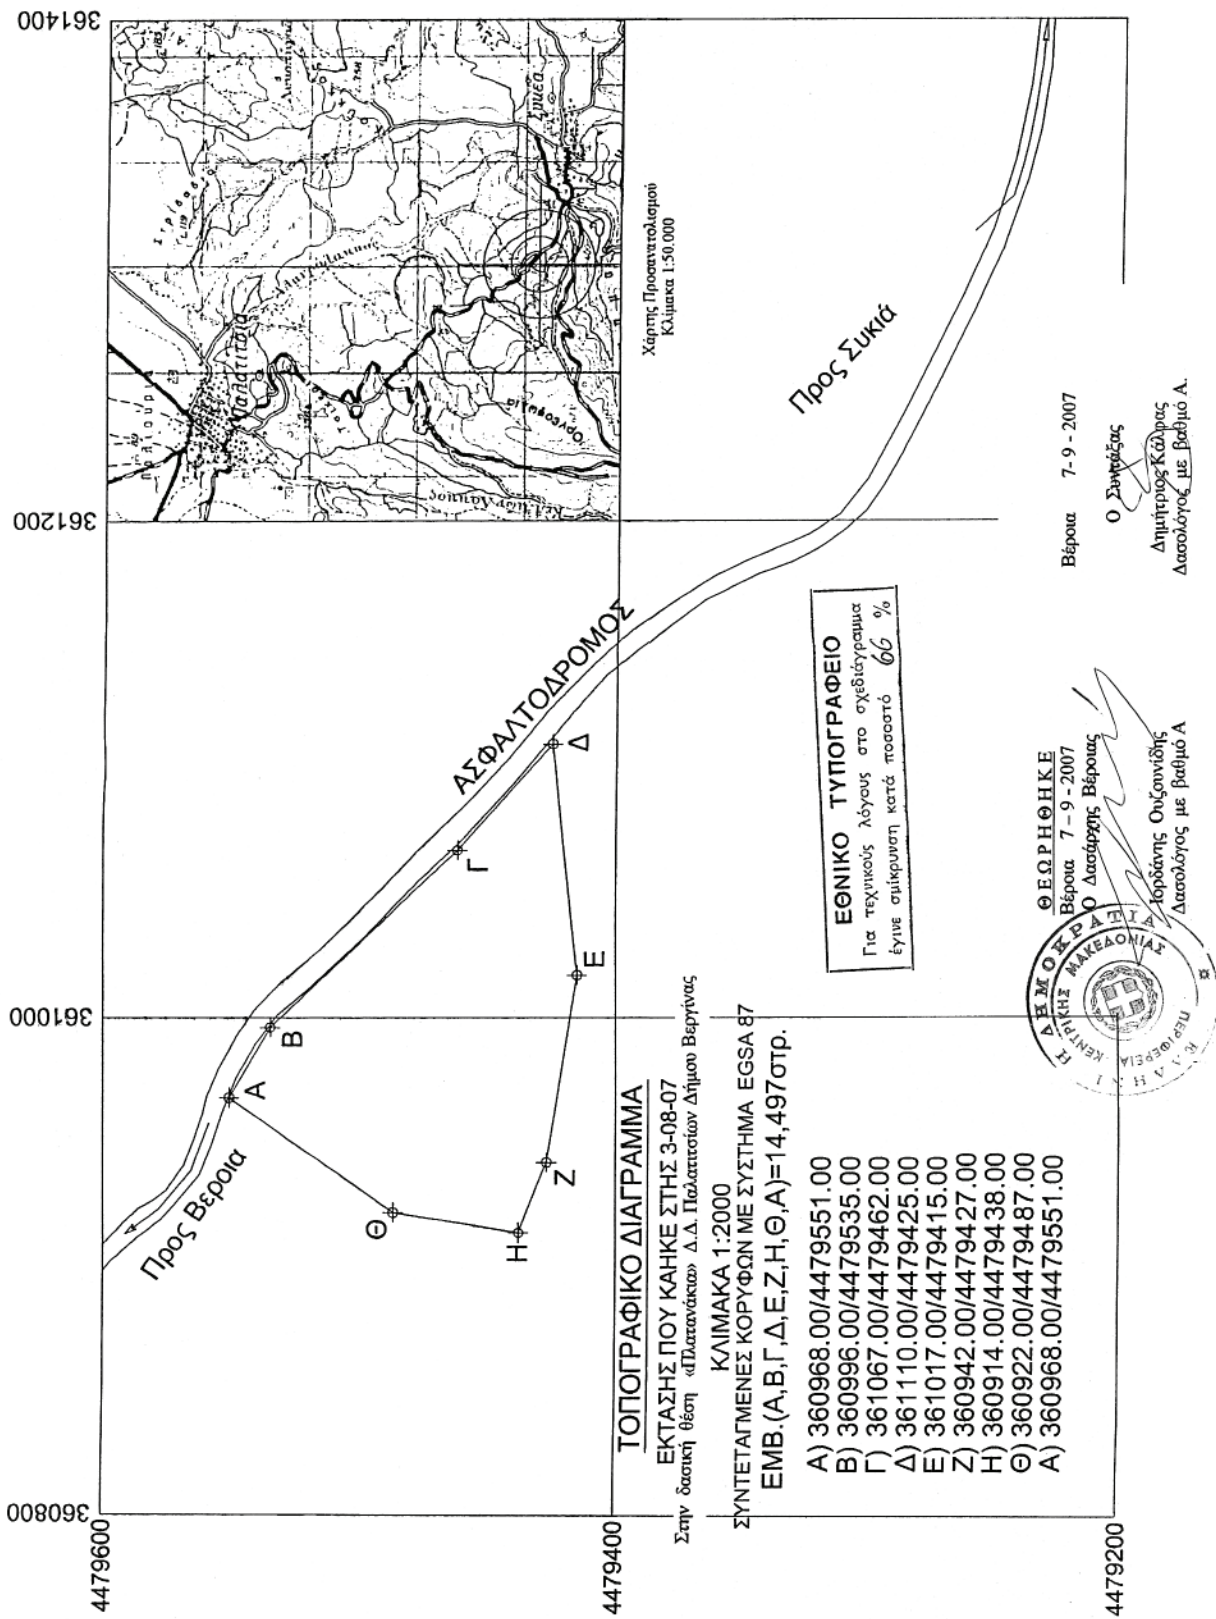 361400
361200
361000
360800
4479600
4479400
4479200
Παλατίτσια
Συκέα
Χάρτης Προσανατολισμού
Κλίμακα 1:50.000
Προς Συκιά
ΑΣΦΑΛΤΟΔΡΟΜΟΣ
Προς Βέροια
Α
Β
Γ
Δ
Ε
Ζ
Η
Θ
ΤΟΠΟΓΡΑΦΙΚΟ ΔΙΑΓΡΑΜΜΑ
ΕΚΤΑΣΗΣ ΠΟΥ ΚΑΗΚΕ ΣΤΗΣ 3-08-07
Στην δασική θέση «Πλατανάκια» Δ.Δ. Παλατιτσίων Δήμου Βεργίνας
ΚΛΙΜΑΚΑ 1:2000
ΣΥΝΤΕΤΑΓΜΕΝΕΣ ΚΟΡΥΦΩΝ ΜΕ ΣΥΣΤΗΜΑ EGSA 87
ΕΜΒ.(Α,Β,Γ,Δ,Ε,Ζ,Η,Θ,Α)=14,497στρ.
Α) 360968.00/4479551.00
Β) 360996.00/4479535.00
Γ) 361067.00/4479462.00
Δ) 361110.00/4479425.00
Ε) 361017.00/4479415.00
Ζ) 360942.00/4479427.00
Η) 360914.00/4479438.00
Θ) 360922.00/4479487.00
Α) 360968.00/4479551.00
ΕΘΝΙΚΟ ΤΥΠΟΓΡΑΦΕΙΟ
Για τεχνικούς λόγους στο σχεδιάγραμμα
έγινε σμίκρυνση κατά ποσοστό 66 %
ΘΕΩΡΗΘΗΚΕ
Βέροια 7 – 9 - 2007
Ο Δασάρχης Βέροιας
Ιορδάνης Ουζουνίδης
Δασολόγος με βαθμό Α
Βέροια 7- 9 - 2007
Ο Συντάξας
Δημήτριος Κάλφας
Δασολόγος με βαθμό Α.
ΕΛΛΗΝΙΚΗ ΔΗΜΟΚΡΑΤΙΑ
ΠΕΡΙΦΕΡΕΙΑ ΚΕΝΤΡΙΚΗΣ ΜΑΚΕΔΟΝΙΑΣ